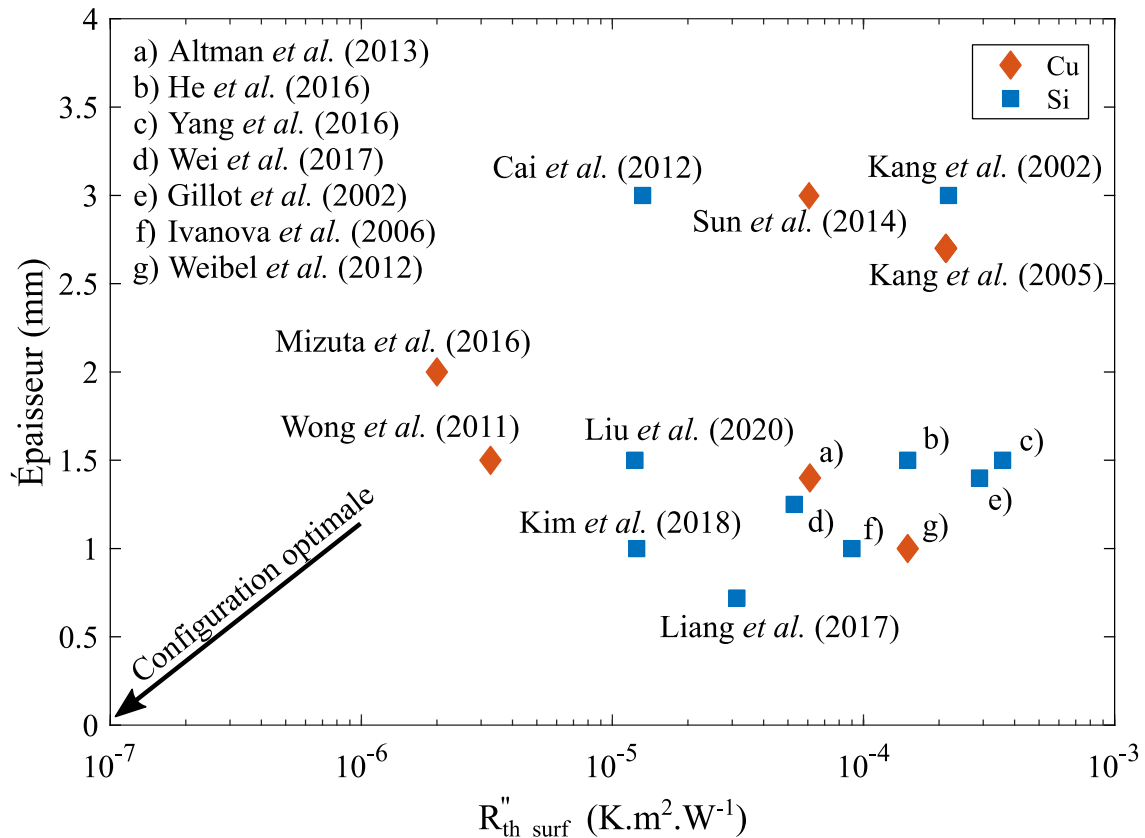 4
3.5
3
2.5
2
1.5
1
0.5
0
Épaisseur (mm)
a) Altman et al. (2013)
b) He et al. (2016)
c) Yang et al. (2016)
d) Wei et al. (2017)
e) Gillot et al. (2002)
f) Ivanova et al. (2006)
g) Weibel et al. (2012)
Cu
Si
Cai et al. (2012)
Kang et al. (2002)
Sun et al. (2014)
Kang et al. (2005)
Mizuta et al. (2016)
Wong et al. (2011)
Liu et al. (2020)
a)
b)
c)
d)
e)
Kim et al. (2018)
f)
g)
Liang et al. (2017)
Configuration optimale
10-7
10-6
10-5
10-4
10-3
R"th_surf (K.m2.W-1)